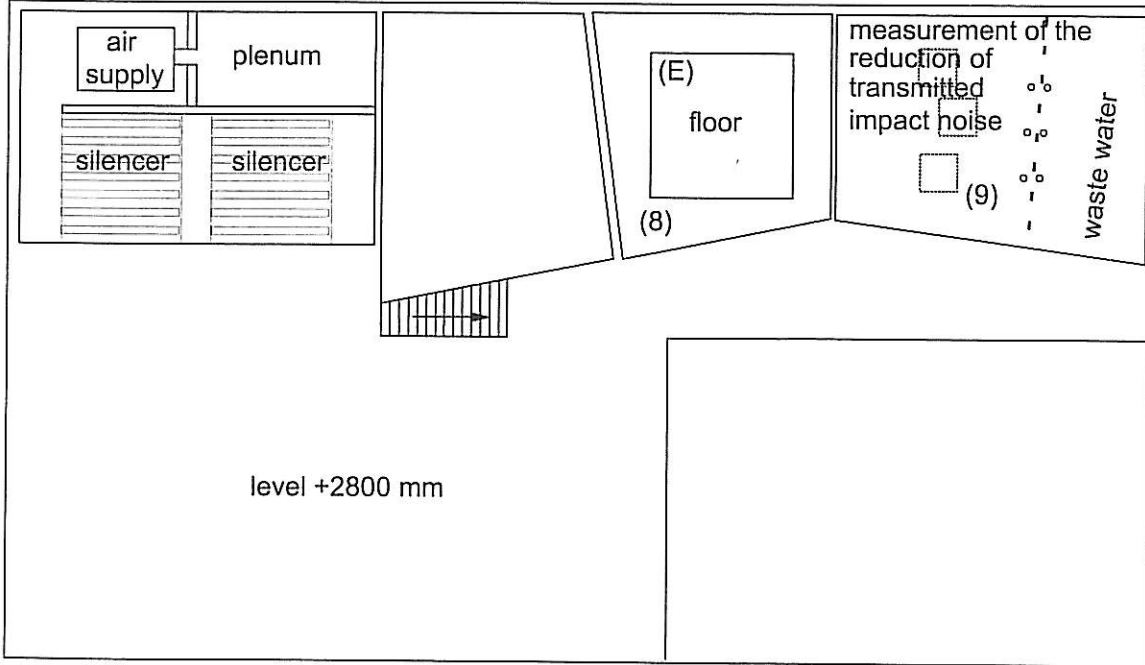 air
supply
plenum
silencer
silencer
(E)
floor
(8)
measurement of the
reduction of
transmitted
impact noise
(9)
waste water
level +2800 mm